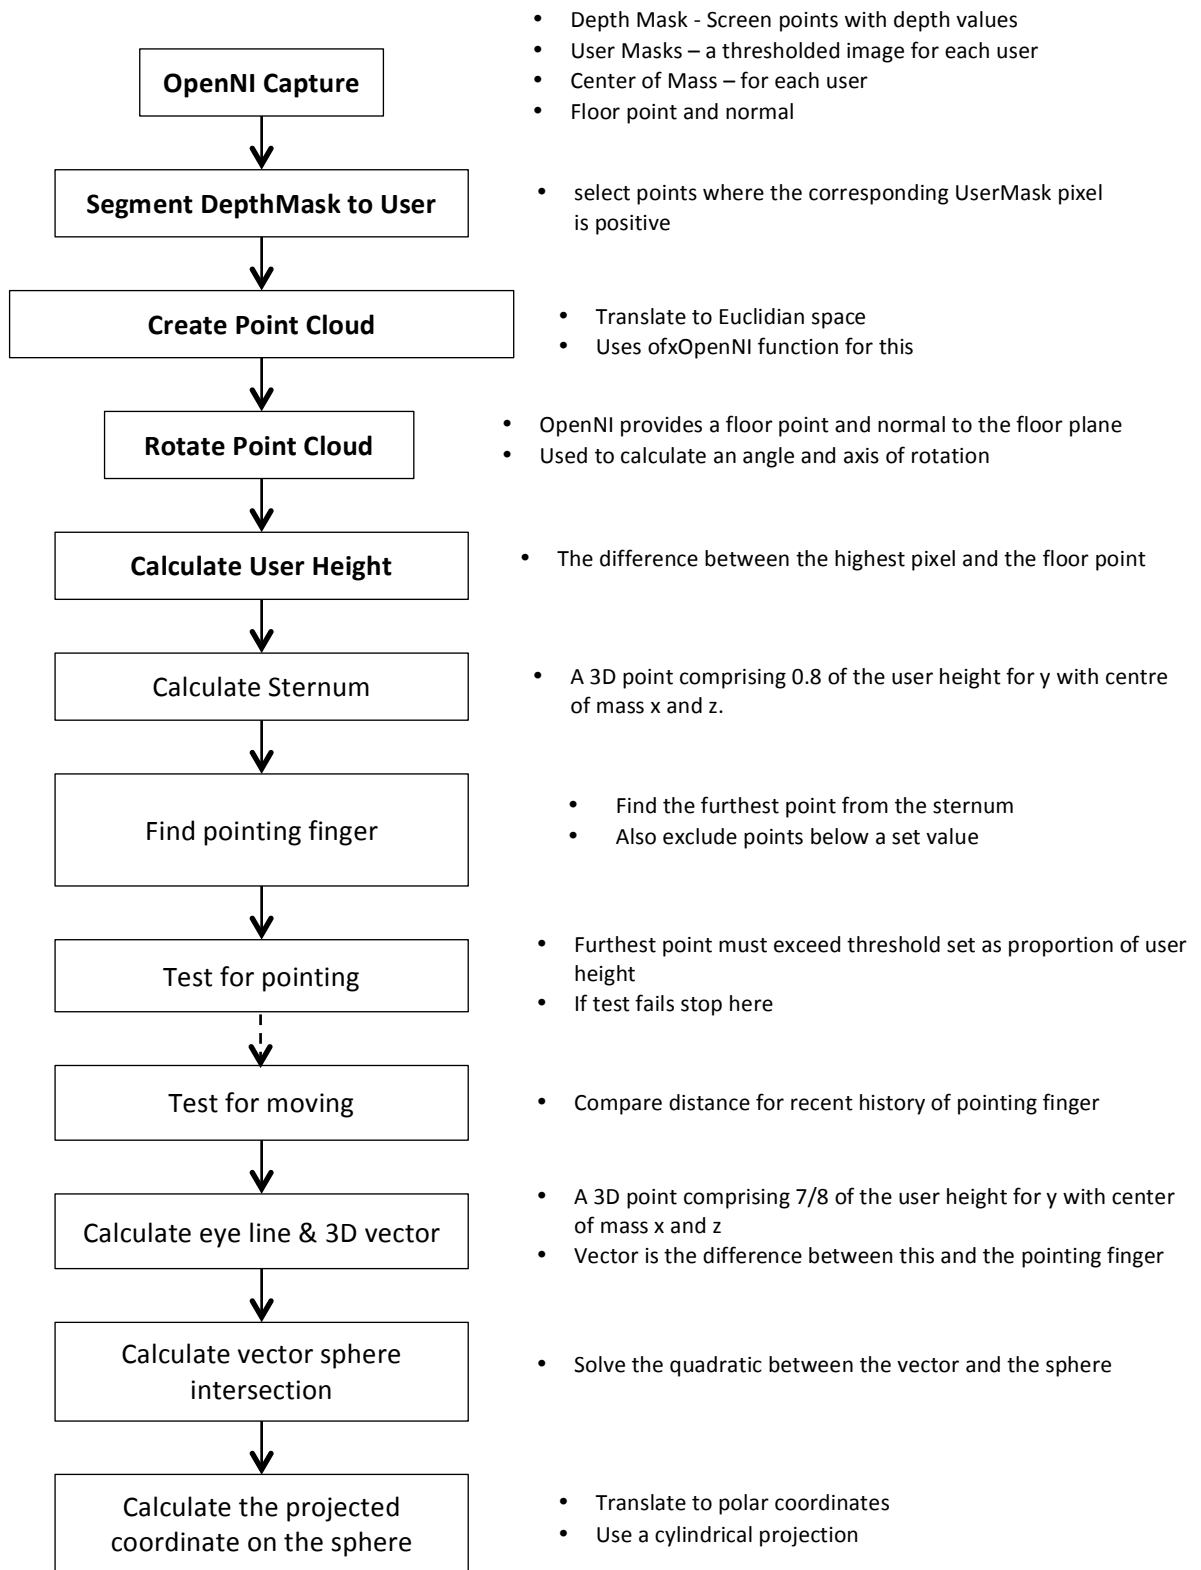 • Depth Mask - Screen points with depth values
• User Masks – a thresholded image for each user
• Center of Mass – for each user
• Floor point and normal
OpenNI Capture
Segment DepthMask to User
• select points where the corresponding UserMask pixel
is positive
Create Point Cloud
• Translate to Euclidian space
• Uses ofxOpenNI function for this
Rotate Point Cloud
• OpenNI provides a floor point and normal to the floor plane
• Used to calculate an angle and axis of rotation
Calculate User Height
• The difference between the highest pixel and the floor point
Calculate Sternum
• A 3D point comprising 0.8 of the user height for y with centre
of mass x and z.
Find pointing finger
• Find the furthest point from the sternum
• Also exclude points below a set value
Test for pointing
• Furthest point must exceed threshold set as proportion of user
height
• If test fails stop here
Test for moving
• Compare distance for recent history of pointing finger
Calculate eye line & 3D vector
• A 3D point comprising 7/8 of the user height for y with center
of mass x and z
• Vector is the difference between this and the pointing finger
Calculate vector sphere
intersection
• Solve the quadratic between the vector and the sphere
Calculate the projected
coordinate on the sphere
• Translate to polar coordinates
• Use a cylindrical projection